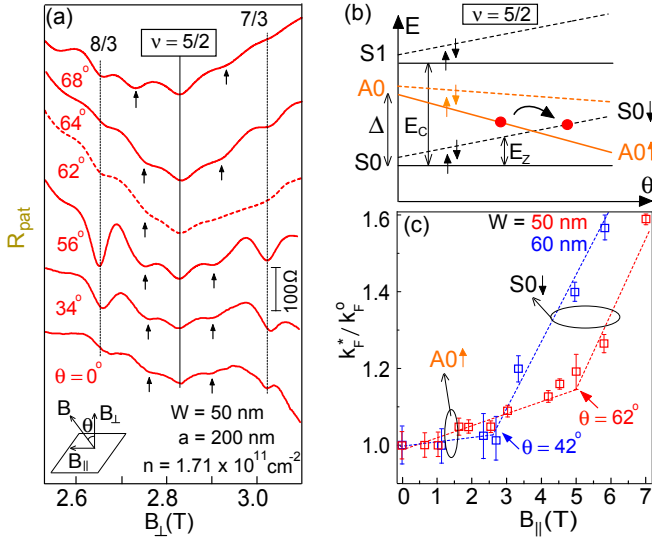 (a)
8/3
ν = 5/2
7/3
68°
64°
62°
56°
34°
θ = 0°
R_pat
100Ω
B
θ
B⊥
B||
W = 50 nm
a = 200 nm
n = 1.71 x 10^11 cm^-2
2.6 2.8 3.0
B⊥(T)
(b)
ν = 5/2
E
S1
A0
Δ
E_C
S0
E_Z
S0↓
A0↑
θ
(c)
W = 50 nm
60 nm
S0↓
A0↑
θ = 62°
θ = 42°
1.6
1.4
1.2
1.0
k_F^*/k_F^o
0 1 2 3 4 5 6 7
B||(T)